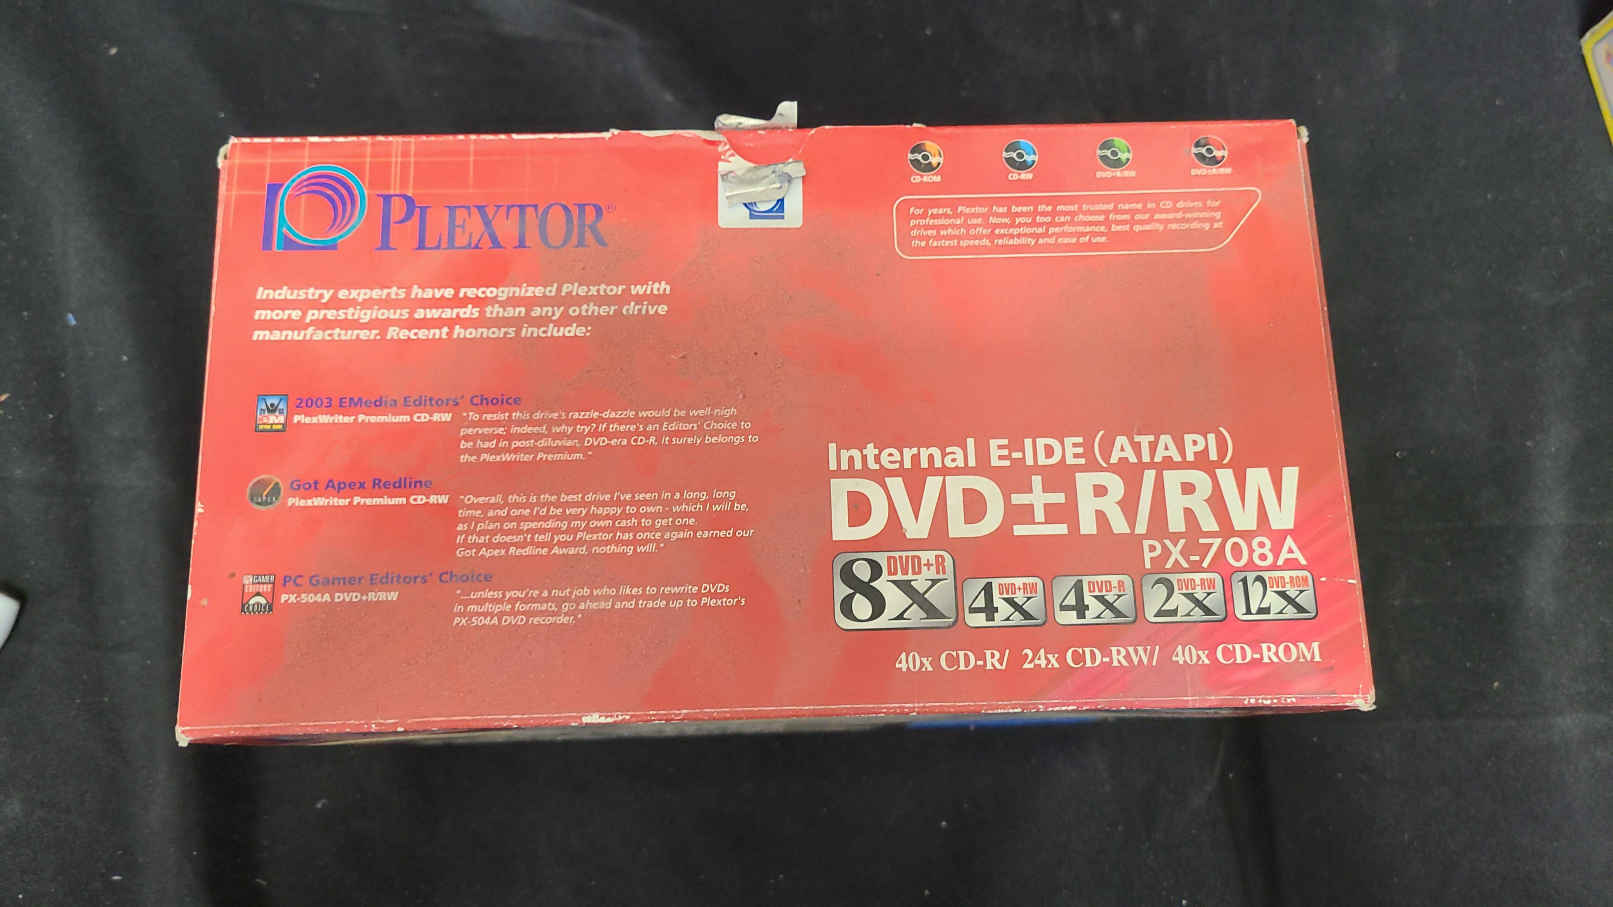 PLEXTOR®
CD-ROM
CD-RW
DVD+R/RW
DVD±R/RW
For years, Plextor has been the most trusted name in CD drives for
professional use. Now, you too can choose from our award-winning
drives which offer exceptional performance, best quality recording at
the fastest speeds, reliability and ease of use.
Industry experts have recognized Plextor with
more prestigious awards than any other drive
manufacturer. Recent honors include:
2003 EMedia Editors' Choice
PlexWriter Premium CD-RW
"To resist this drive's razzle-dazzle would be well-nigh
perverse; indeed, why try? If there's an Editors' Choice to
be had in post-diluvian, DVD-era CD-R, it surely belongs to
the PlexWriter Premium."
Got Apex Redline
PlexWriter Premium CD-RW
"Overall, this is the best drive I've seen in a long, long
time, and one I'd be very happy to own - which I will be,
as I plan on spending my own cash to get one.
If that doesn't tell you Plextor has once again earned our
Got Apex Redline Award, nothing will."
PC Gamer Editors' Choice
PX-504A DVD+R/RW
"...unless you're a nut job who likes to rewrite DVDs
in multiple formats, go ahead and trade up to Plextor's
PX-504A DVD recorder."
GAMER
EDITORS'
CHOICE
Internal E-IDE (ATAPI)
DVD±R/RW
PX-708A
8X DVD+R
4X DVD+RW
4X DVD-R
2X DVD-RW
12X DVD-ROM
40x CD-R/ 24x CD-RW/ 40x CD-ROM